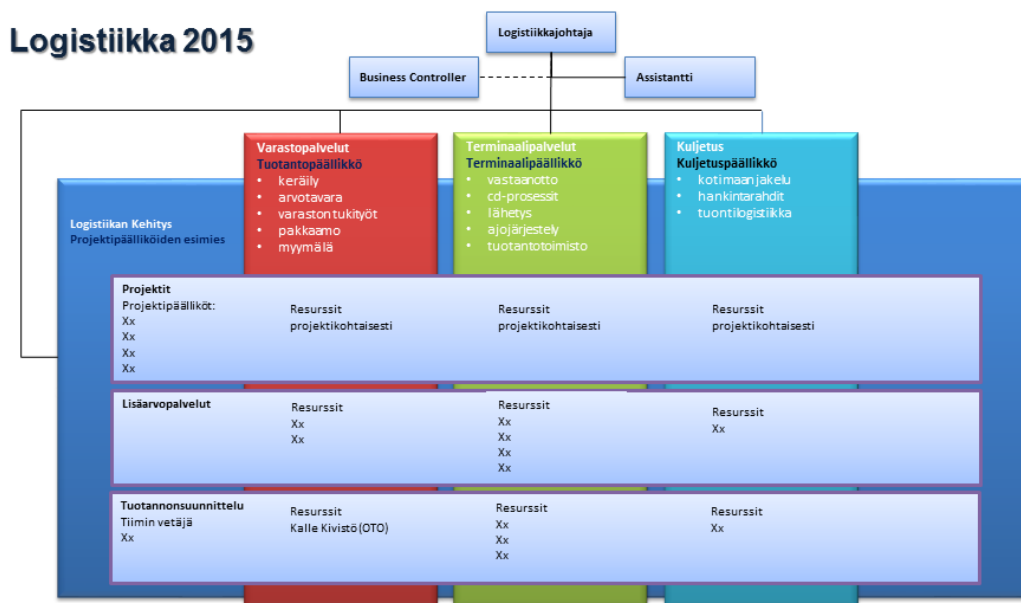 Logistiikka 2015
Logistiikkajohtaja
Business Controller
Assistantti
Varastopalvelut
Tuotantopäällikkö
• keräily
• arvotavara
• varaston tukityöt
• pakkaamo
• myymälä
Terminaalipalvelut
Terminaalipäällikkö
• vastaanotto
• cd-prosessit
• lähetys
• ajojärjestely
• tuotantotoimisto
Kuljetus
Kuljetuspäällikkö
• kotimaanjakelu
• hankintarahdit
• tuontilogistiikka
Logistiikan Kehitys
Projektipäälliköiden esimies
Projektit
Projektipäälliköt:
Xx
Xx
Xx
Xx
Resurssit
projektikohtaisesti
Resurssit
projektikohtaisesti
Resurssit
projektikohtaisesti
Lisäarvopalvelut
Resurssit
Xx
Xx
Resurssit
Xx
Xx
Xx
Xx
Resurssit
Xx
Tuotannonsuunnittelu
Tiimin vetäjä
Xx
Resurssit
Kalle Kivistö (OTO)
Resurssit
Xx
Xx
Xx
Resurssit
Xx